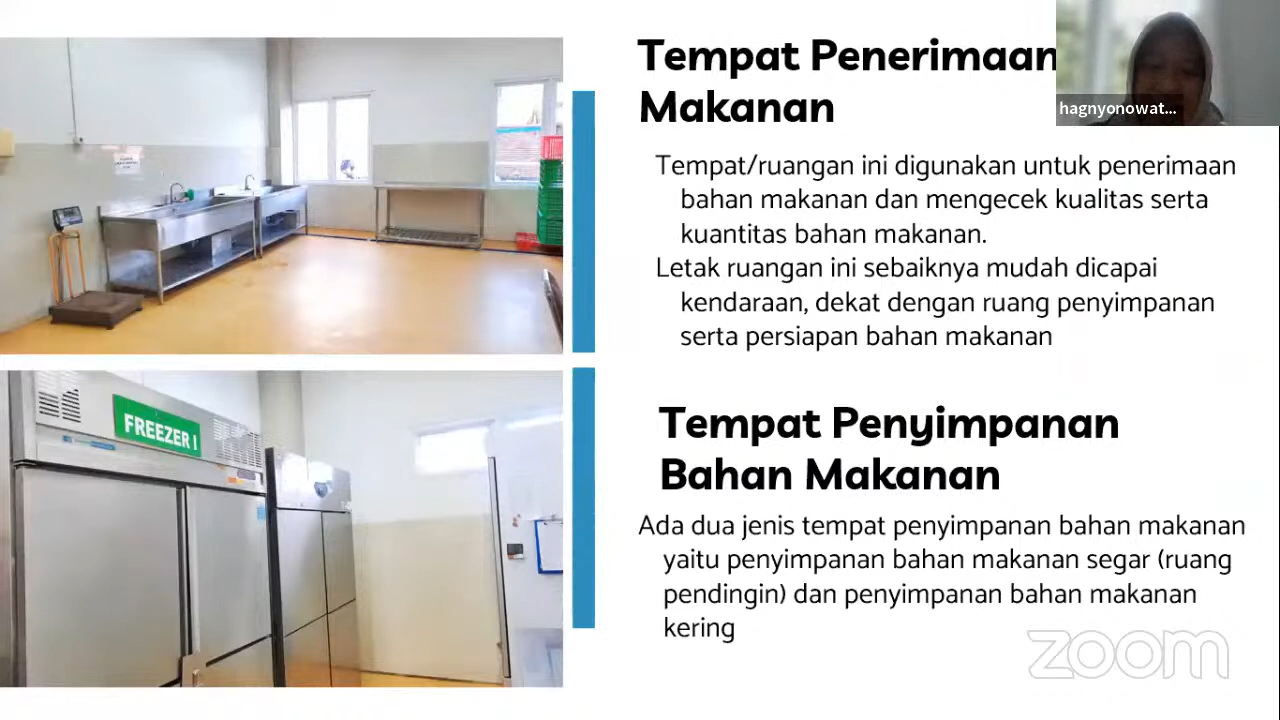 Tempat Penerimaan
Makanan
hagnyonowat...
Tempat/ruangan ini digunakan untuk penerimaan
bahan makanan dan mengecek kualitas serta
kuantitas bahan makanan.
Letak ruangan ini sebaiknya mudah dicapai
kendaraan, dekat dengan ruang penyimpanan
serta persiapan bahan makanan
FREEZER I
Tempat Penyimpanan
Bahan Makanan
Ada dua jenis tempat penyimpanan bahan makanan
yaitu penyimpanan bahan makanan segar (ruang
pendingin) dan penyimpanan bahan makanan
kering
zoom